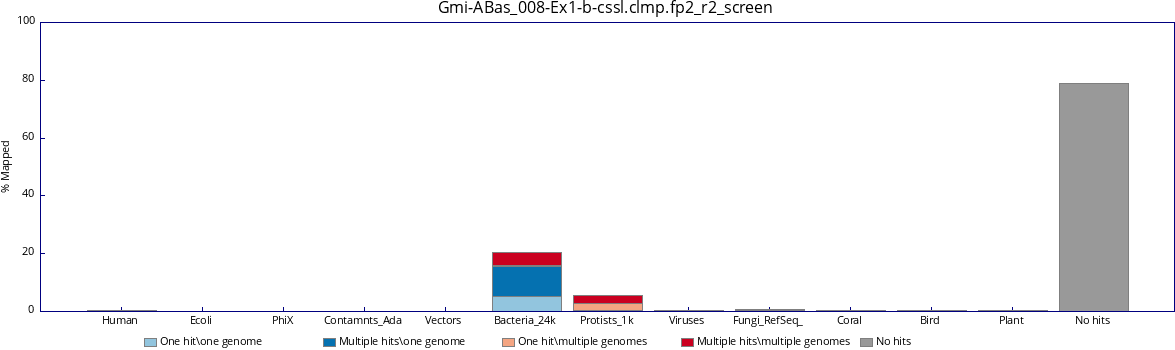 Gmi-ABas_008-Ex1-b-cssl.clmp.fp2_r2_screen
100
80
60
40
20
0
% Mapped
Human Ecoli PhiX Contamnts_Ada Vectors Bacteria_24k Protists_1k Viruses Fungi_RefSeq_ Coral Bird Plant No hits
One hit\one genome Multiple hits\one genome One hit\multiple genomes Multiple hits\multiple genomes No hits